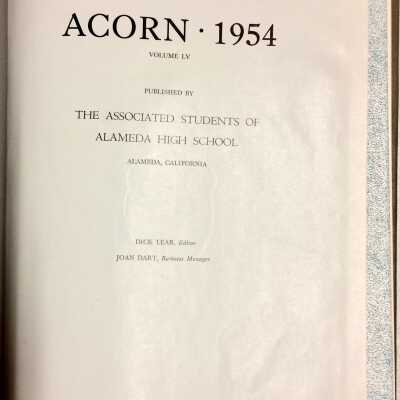 ACORN · 1954
VOLUME LV
PUBLISHED BY
THE ASSOCIATED STUDENTS OF
ALAMEDA HIGH SCHOOL
ALAMEDA, CALIFORNIA
DICK LEAR, Editor
JOAN DART, Business Manager